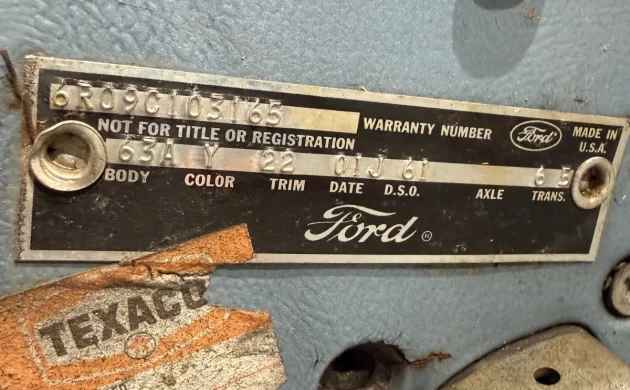 6R09C103165
NOT FOR TITLE OR REGISTRATION WARRANTY NUMBER Ford MADE IN U.S.A.
63A Y 22 01J 61 6 5
BODY COLOR TRIM DATE D.S.O. AXLE TRANS.
Ford ®
TEXACO